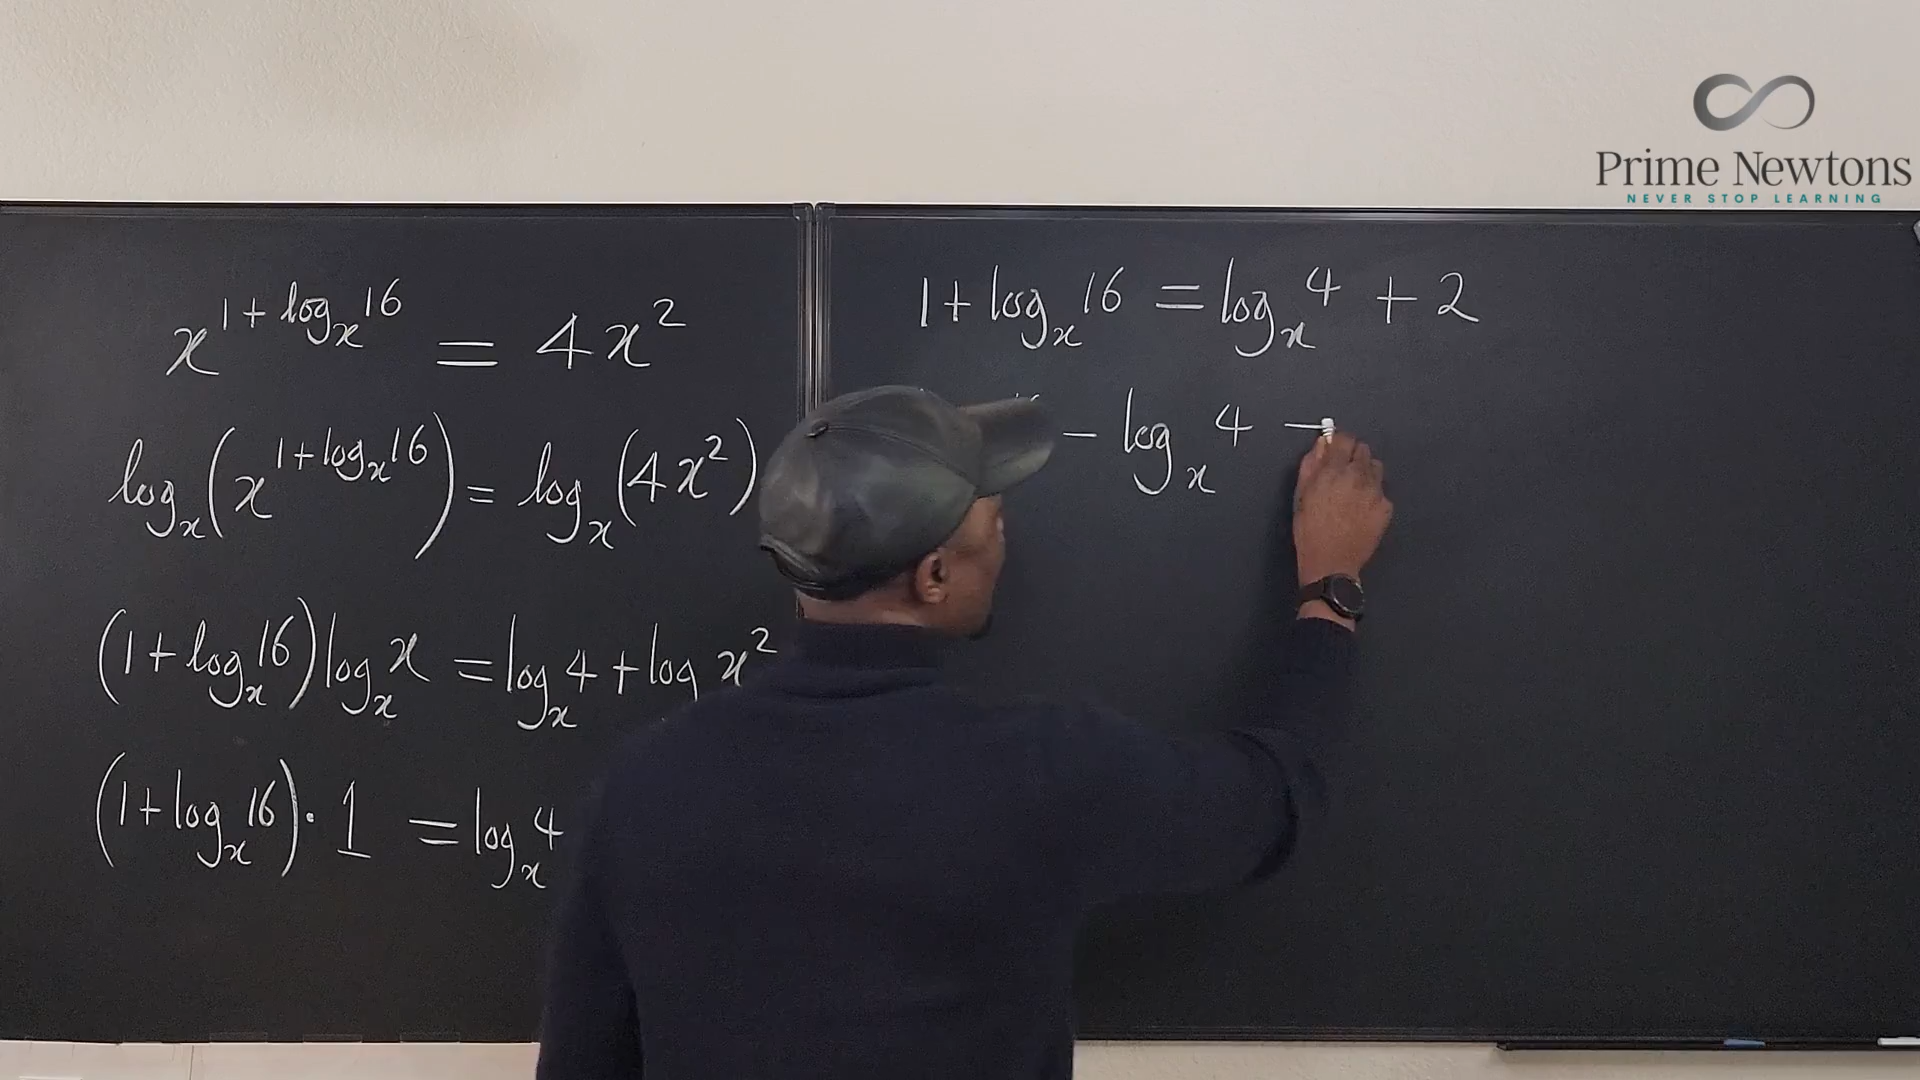 Prime Newtons
NEVER STOP LEARNING
x^{1+log_x 16} = 4x^2
log_x(x^{1+log_x 16}) = log_x(4x^2)
(1+log_x 16)log_x x = log_x 4 + log x^2
(1+log_x 16)·1 = log_x 4
1+log_x 16 = log_x 4 + 2
− log_x 4